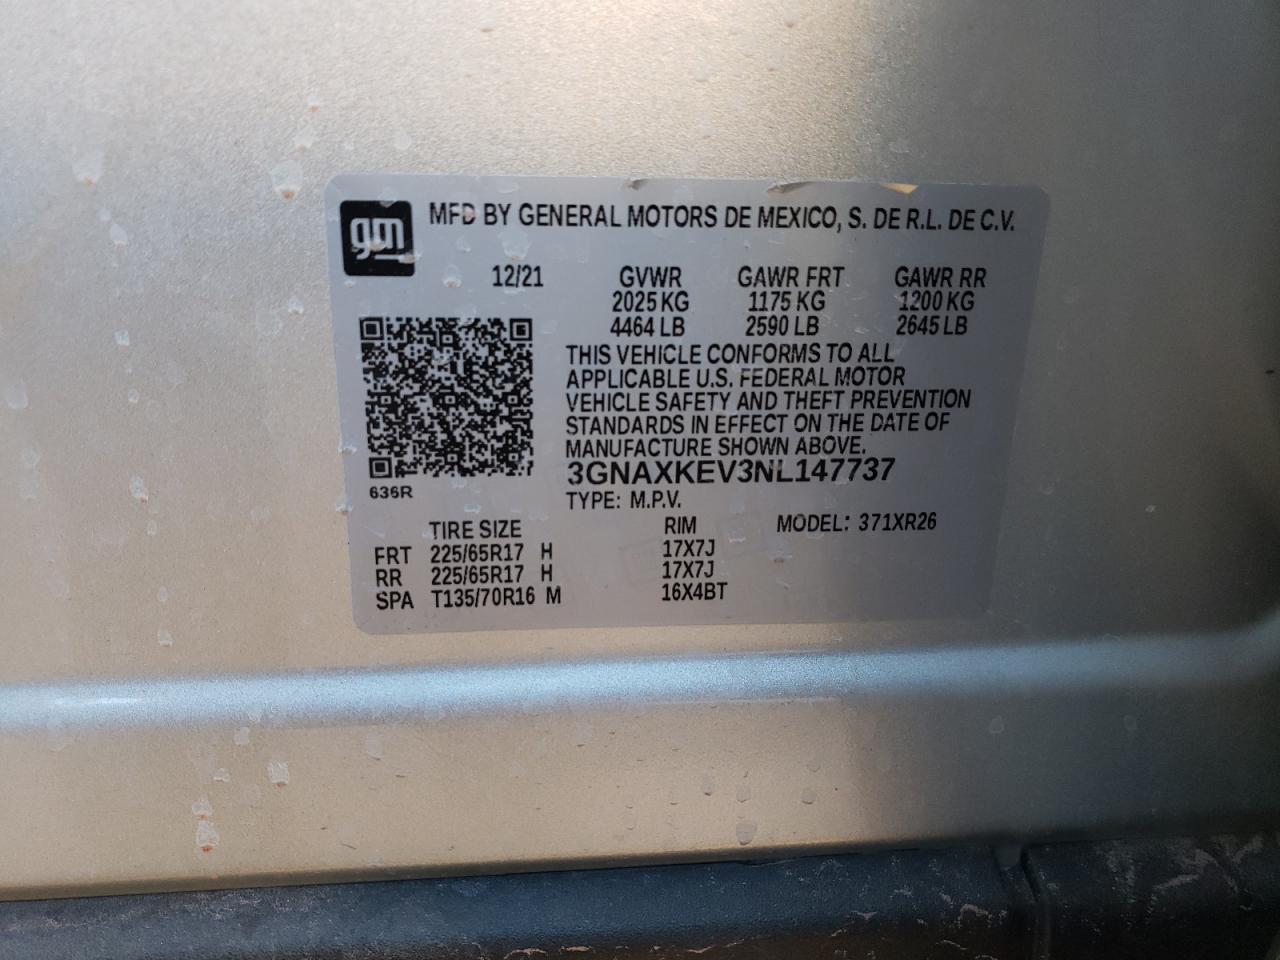 gm
MFD BY GENERAL MOTORS DE MEXICO, S. DE R.L. DE C.V.
12/21 GVWR GAWR FRT GAWR RR
2025 KG 1175 KG 1200 KG
4464 LB 2590 LB 2645 LB
THIS VEHICLE CONFORMS TO ALL
APPLICABLE U.S. FEDERAL MOTOR
VEHICLE SAFETY AND THEFT PREVENTION
STANDARDS IN EFFECT ON THE DATE OF
MANUFACTURE SHOWN ABOVE.
3GNAXKEV3NL147737
636R
TYPE: M.P.V.
TIRE SIZE RIM MODEL: 371XR26
FRT 225/65R17 H 17X7J
RR 225/65R17 H 17X7J
SPA T135/70R16 M 16X4BT